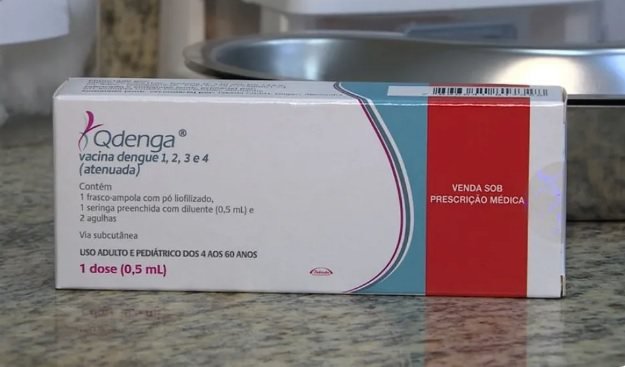 Qdenga®
vacina dengue 1, 2, 3 e 4
(atenuada)
Contém
1 frasco-ampola com pó liofilizado,
1 seringa preenchida com diluente (0,5 mL) e
2 agulhas
Via subcutânea
USO ADULTO E PEDIÁTRICO DOS 4 AOS 60 ANOS
1 dose (0,5 mL)
Takeda
VENDA SOB
PRESCRIÇÃO MÉDICA